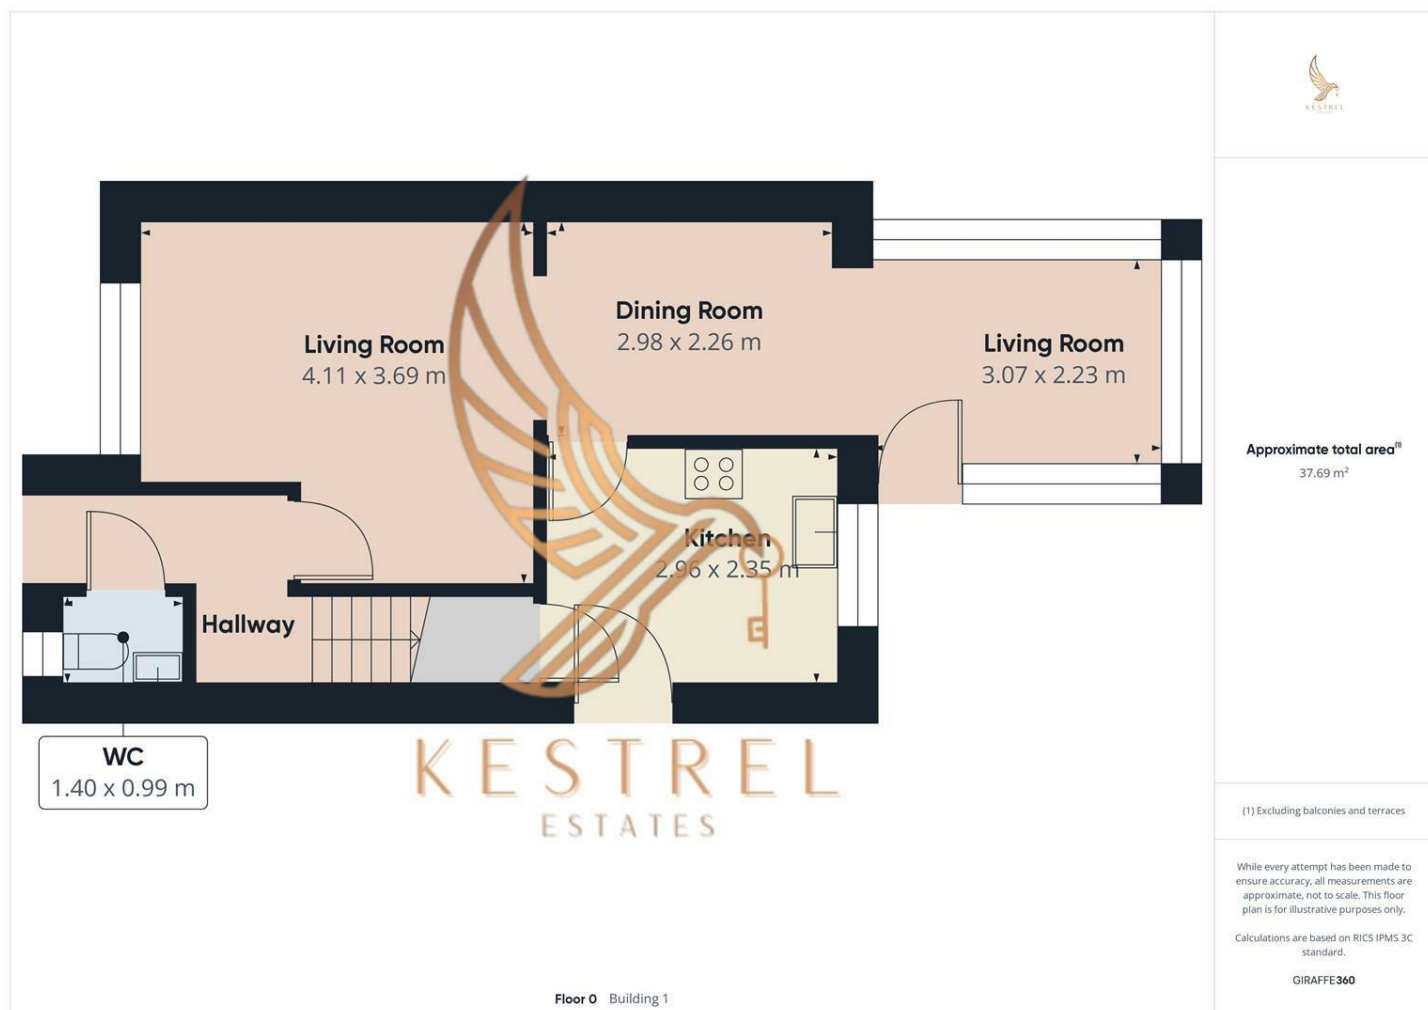 KESTREL
Dining Room
2.98 x 2.26 m
Living Room
4.11 x 3.69 m
Living Room
3.07 x 2.23 m
Kitchen
2.96 x 2.35 m
Hallway
WC
1.40 x 0.99 m
KESTREL
ESTATES
Floor 0 Building 1
Approximate total area(1)
37.69 m²
(1) Excluding balconies and terraces
While every attempt has been made to
ensure accuracy, all measurements are
approximate, not to scale. This floor
plan is for illustrative purposes only.
Calculations are based on RICS IPMS 3C
standard.
GIRAFFE360